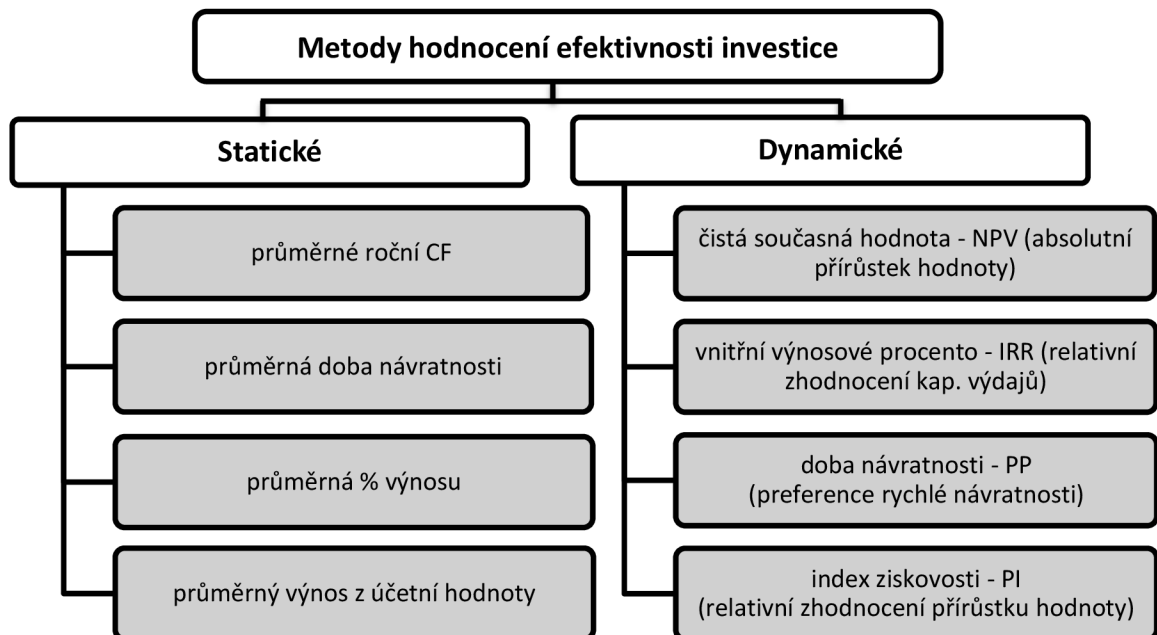 Metody hodnocení efektivnosti investice
Statické
průměrné roční CF
průměrná doba návratnosti
průměrná % výnosu
průměrný výnos z účetní hodnoty
Dynamické
čistá současná hodnota - NPV (absolutní
přírůstek hodnoty)
vnitřní výnosové procento - IRR (relativní
zhodnocení kap. výdajů)
doba návratnosti - PP
(preference rychlé návratnosti)
index ziskovosti - PI
(relativní zhodnocení přírůstku hodnoty)